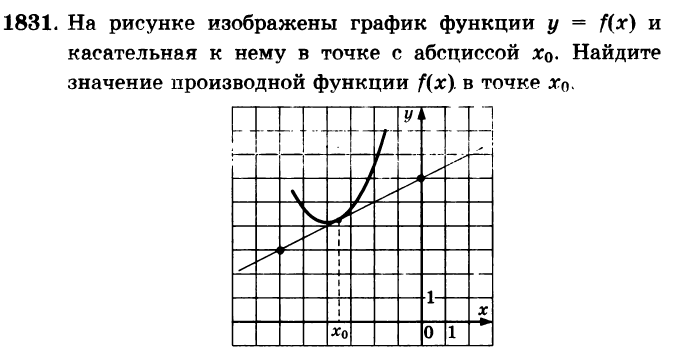 1831. На рисунке изображены график функции y = f(x) и
касательная к нему в точке с абсциссой x₀. Найдите
значение производной функции f(x) в точке x₀.
y
1
x
x₀ 0 1